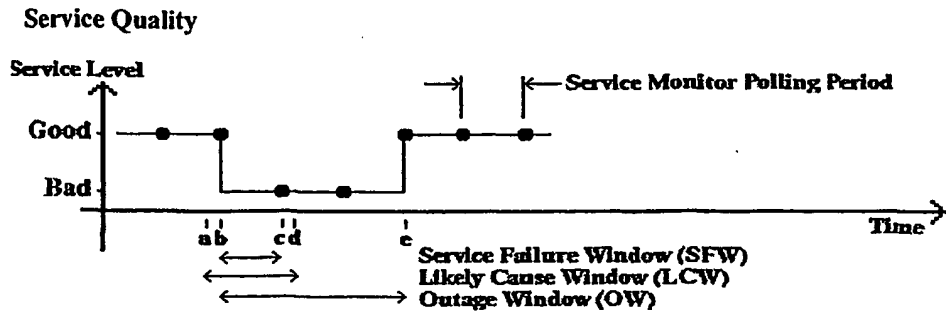 Service Quality
Service Level
Service Monitor Polling Period
Good
Bad
a b c d e
Time
Service Failure Window (SFW)
Likely Cause Window (LCW)
Outage Window (OW)